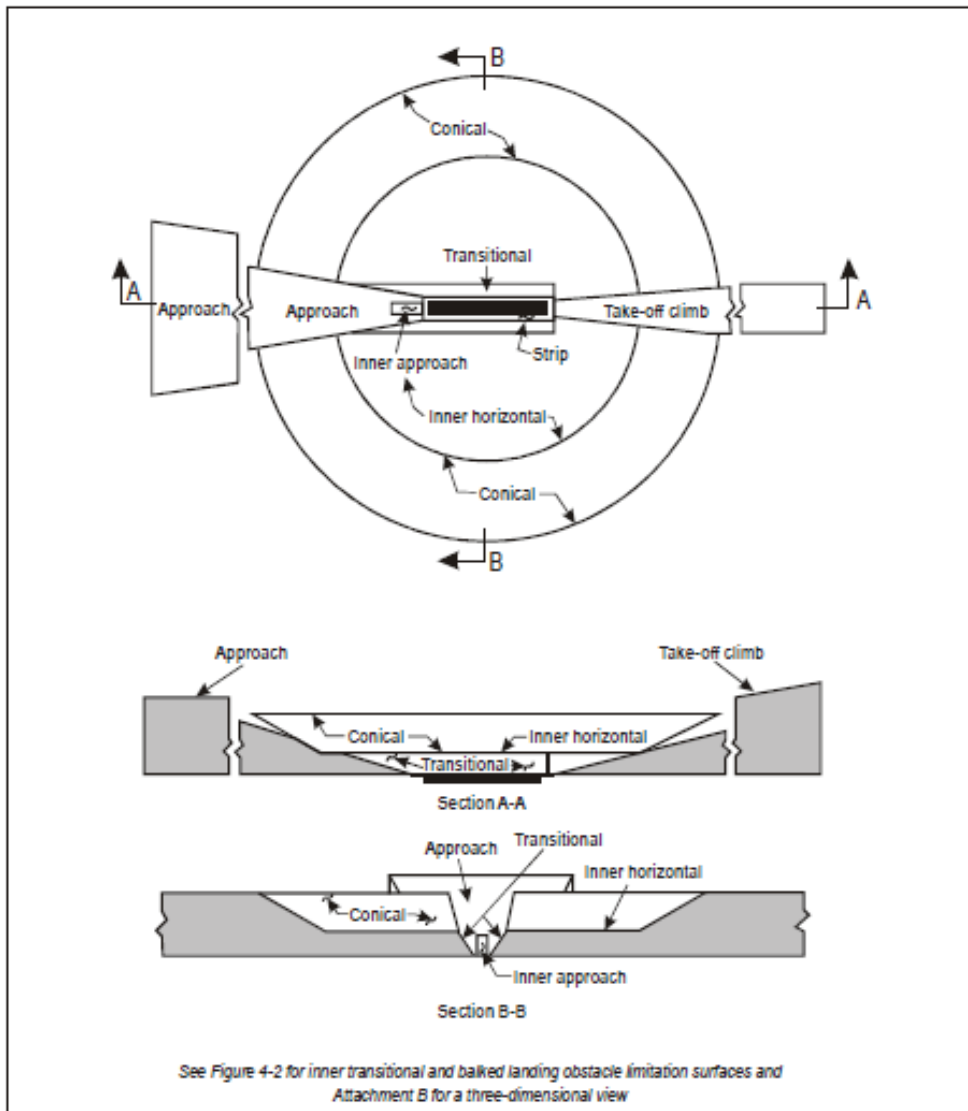 B
Conical
Transitional
A
A
Approach
Approach
Take-off climb
Strip
Inner approach
Inner horizontal
Conical
B
Approach
Take-off climb
Conical
Inner horizontal
Transitional
Section A-A
Transitional
Approach
Inner horizontal
Conical
Inner approach
Section B-B
See Figure 4-2 for inner transitional and balked landing obstacle limitation surfaces and
Attachment B for a three-dimensional view